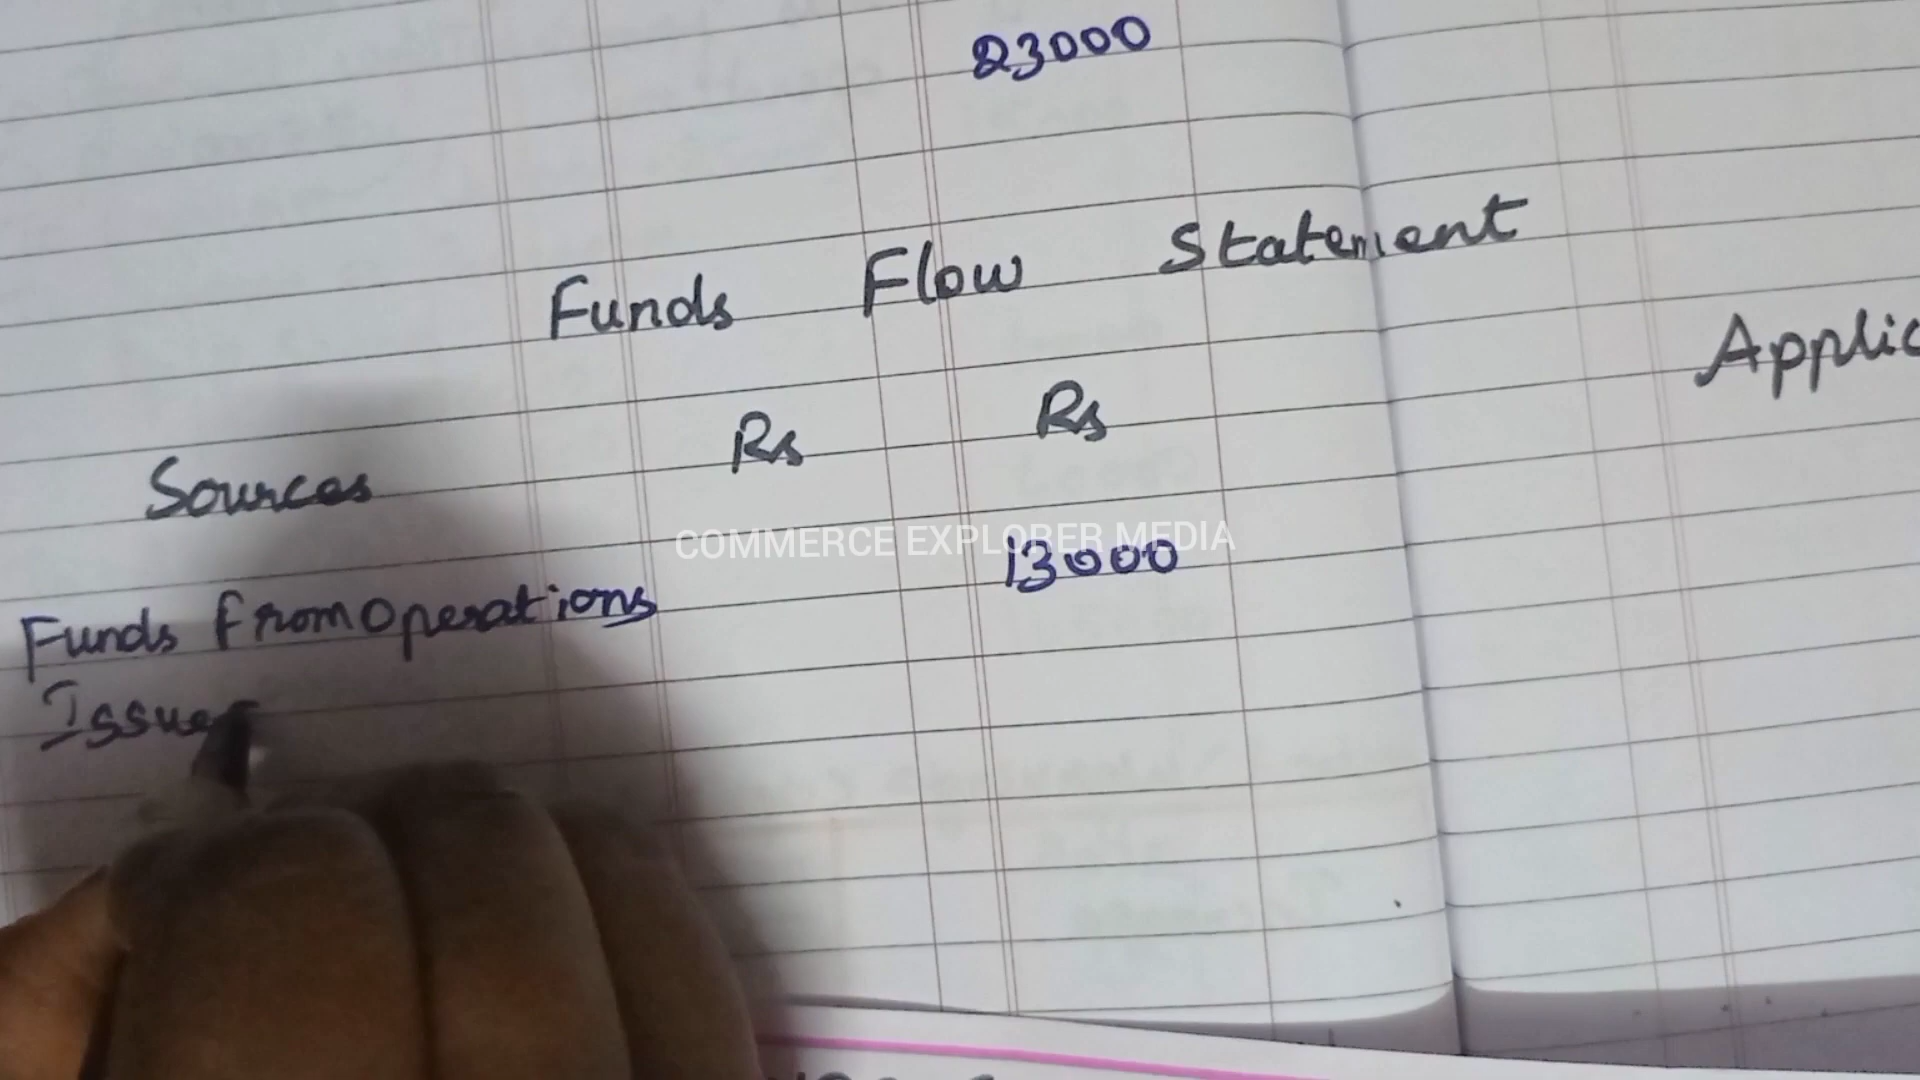 23000
Funds Flow Statement
Applic
Sources Rs Rs
COMMERCE EXPLORER MEDIA
Funds from Operations 13000
Issue